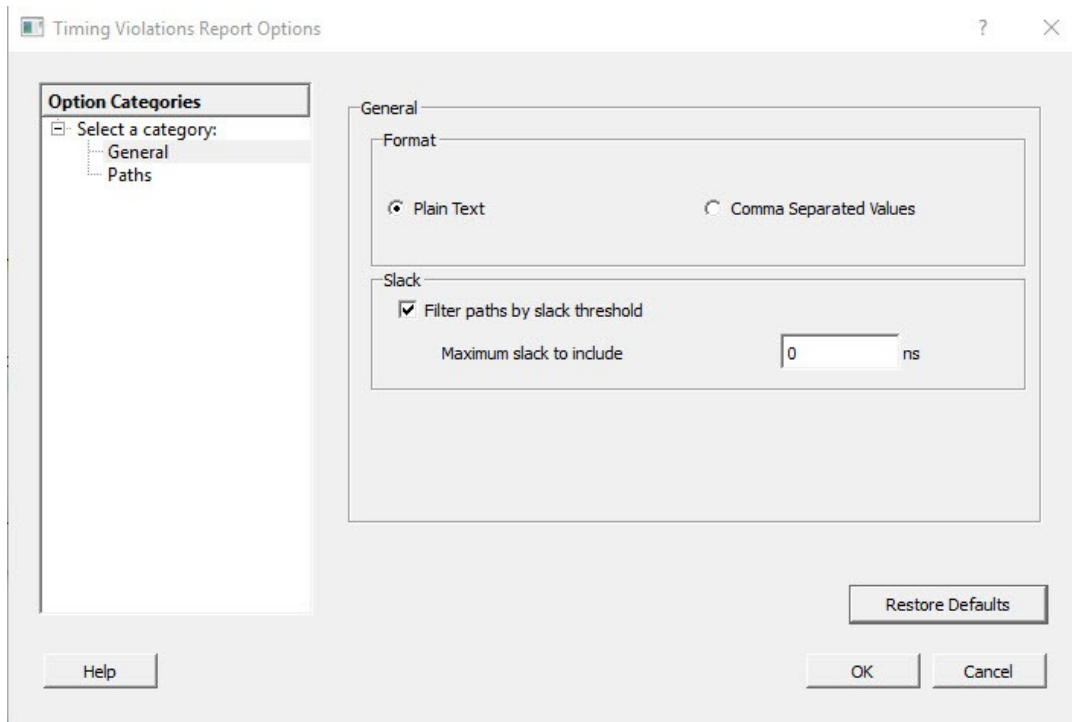 Timing Violations Report Options
?
Option Categories
Select a category:
General
Paths
General
Format
Plain Text
Comma Separated Values
Slack
Filter paths by slack threshold
Maximum slack to include 0 ns
Restore Defaults
Help
OK
Cancel